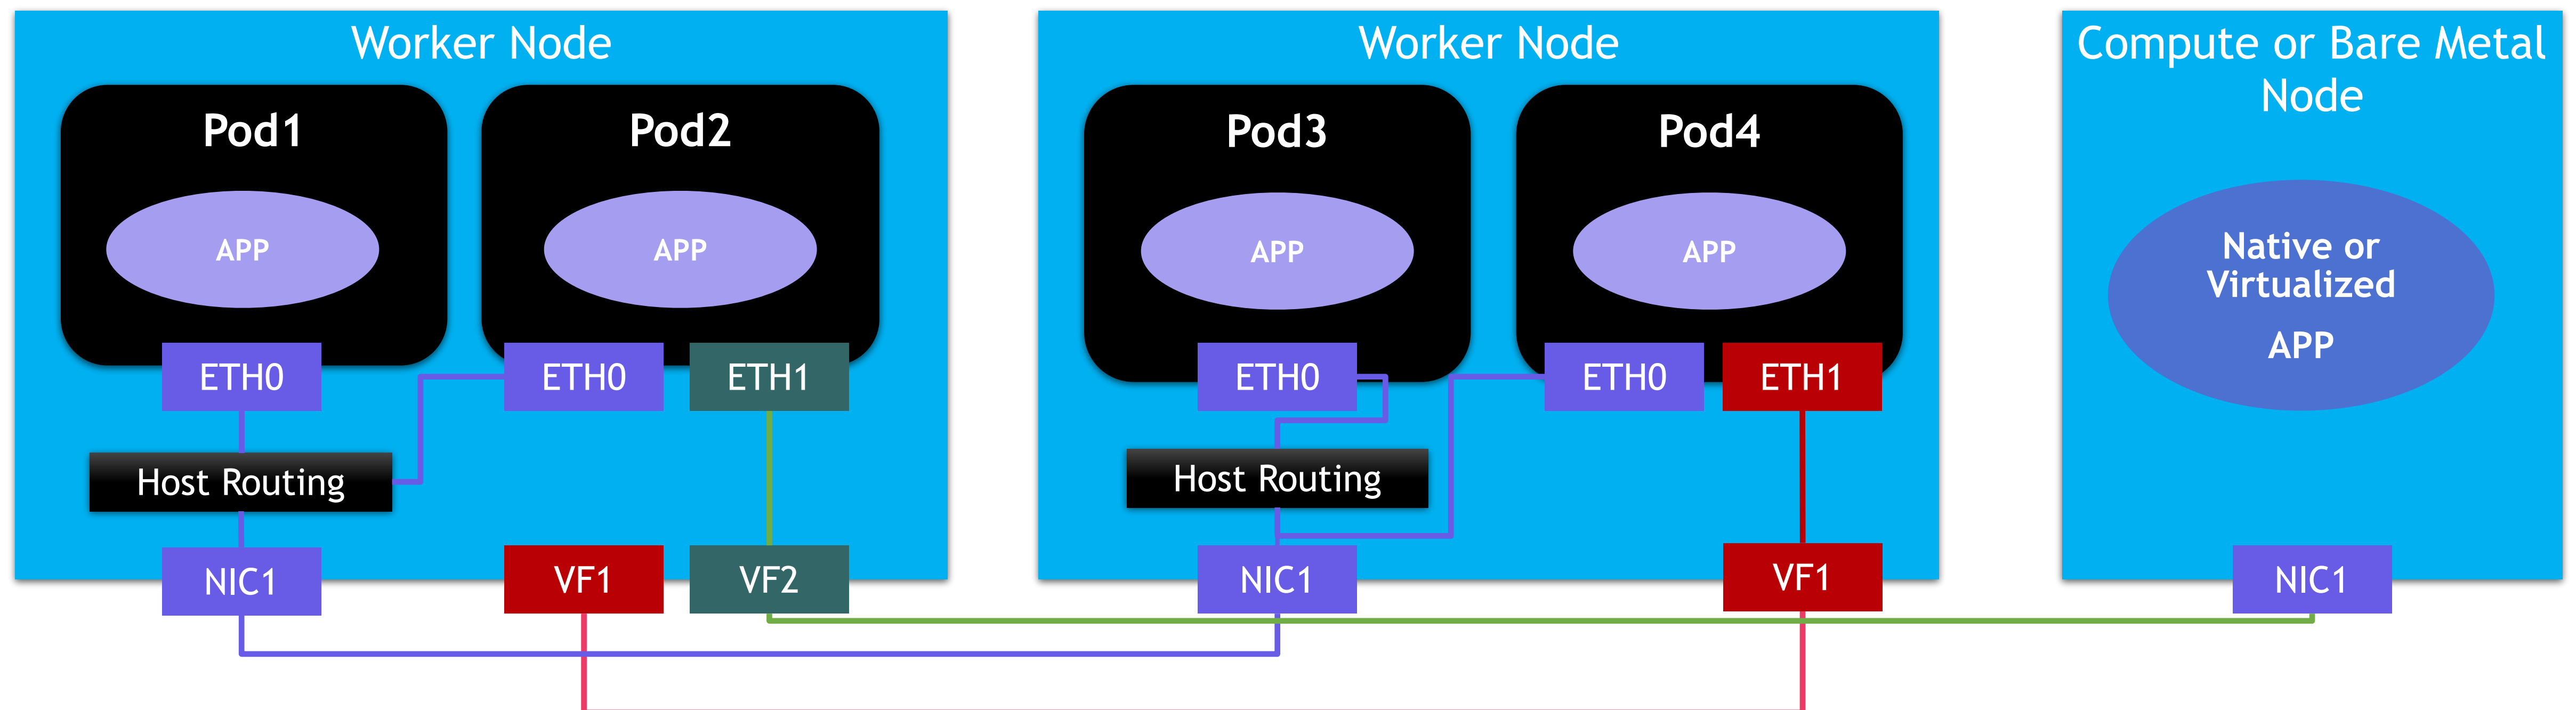 Worker Node
Pod1
APP
ETH0
Host Routing
NIC1
Pod2
APP
ETH0
ETH1
VF1
VF2
Worker Node
Pod3
APP
ETH0
Host Routing
NIC1
Pod4
APP
ETH0
ETH1
VF1
Compute or Bare Metal
Node
Native or
Virtualized
APP
NIC1